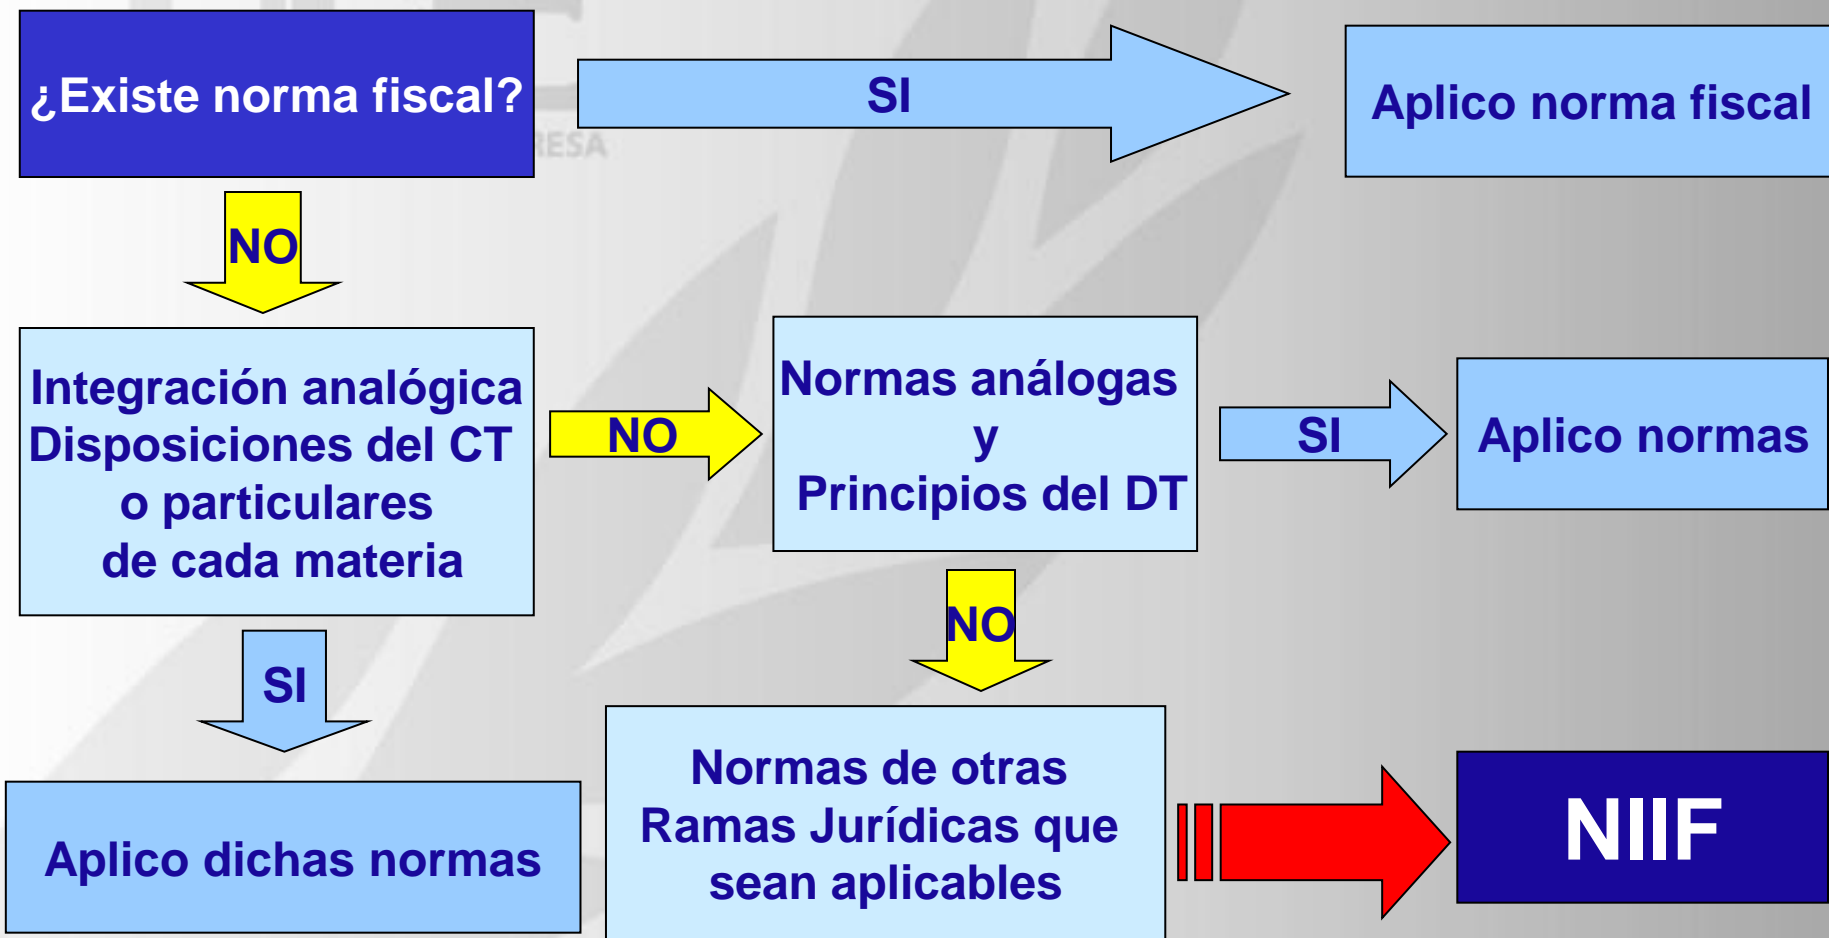 ¿Existe norma fiscal?
SI
Aplico norma fiscal
RESA
NO
Integración analógica
Disposiciones del CT
o particulares
de cada materia
NO
Normas análogas
y
Principios del DT
SI
Aplico normas
SI
NO
Aplico dichas normas
Normas de otras
Ramas Jurídicas que
sean aplicables
NIIF